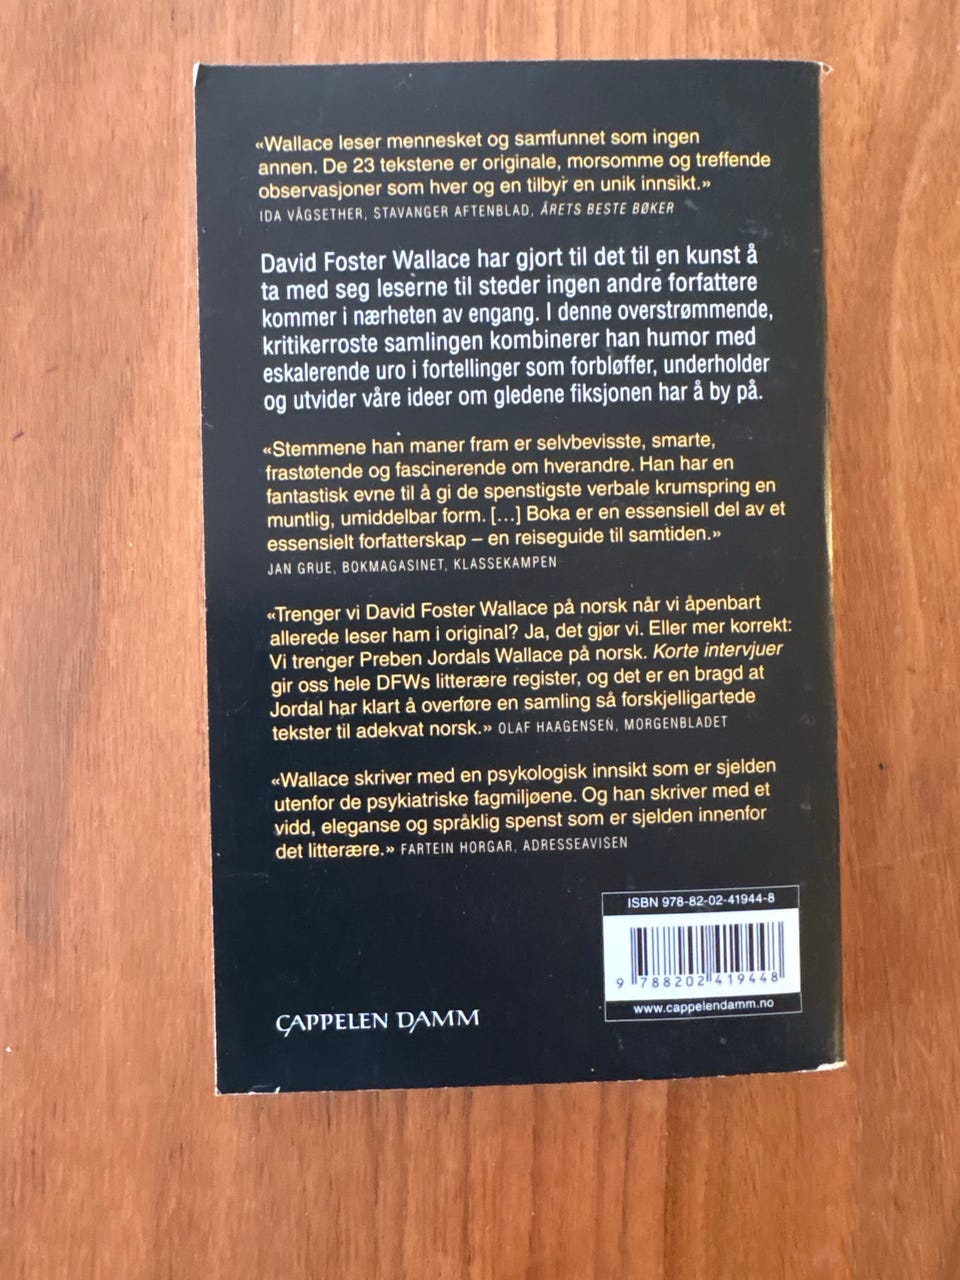 «Wallace leser mennesket og samfunnet som ingen
annen. De 23 tekstene er originale, morsomme og treffende
observasjoner som hver og en tilbyr en unik innsikt.»
IDA VÅGSETHER, STAVANGER AFTENBLAD, ÅRETS BESTE BØKER
David Foster Wallace har gjort til det til en kunst å
ta med seg leserne til steder ingen andre forfattere
kommer i nærheten av engang. I denne overstrømmende,
kritikerroste samlingen kombinerer han humor med
eskalerende uro i fortellinger som forbløffer, underholder
og utvider våre ideer om gledene fiksjonen har å by på.
«Stemmene han maner fram er selvbevisste, smarte,
frastøtende og fascinerende om hverandre. Han har en
fantastisk evne til å gi de spenstigste verbale krumspring en
muntlig, umiddelbar form. […] Boka er en essensiell del av et
essensielt forfatterskap – en reiseguide til samtiden.»
JAN GRUE, BOKMAGASINET, KLASSEKAMPEN
«Trenger vi David Foster Wallace på norsk når vi åpenbart
allerede leser ham i original? Ja, det gjør vi. Eller mer korrekt:
Vi trenger Preben Jordals Wallace på norsk. Korte intervjuer
gir oss hele DFWs litterære register, og det er en bragd at
Jordal har klart å overføre en samling så forskjelligartede
tekster til adekvat norsk.» OLAF HAAGENSEN, MORGENBLADET
«Wallace skriver med en psykologisk innsikt som er sjelden
utenfor de psykiatriske fagmiljøene. Og han skriver med et
vidd, eleganse og språklig spenst som er sjelden innenfor
det litterære.» FARTEIN HORGAR, ADRESSEAVISEN
ISBN 978-82-02-41944-8
9 788202 419448
www.cappelendamm.no
CAPPELEN DAMM